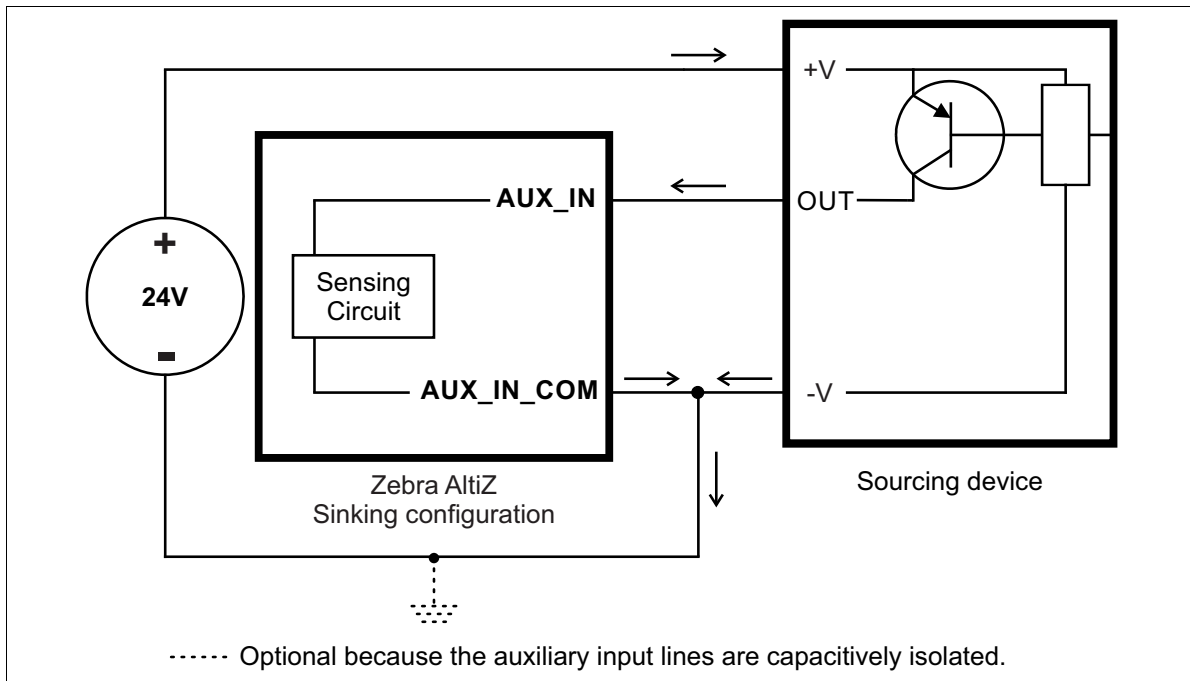 +V
AUX_IN
OUT
+
24V
-
Sensing
Circuit
AUX_IN_COM
-V
Zebra AltiZ
Sinking configuration
Sourcing device
Optional because the auxiliary input lines are capacitively isolated.